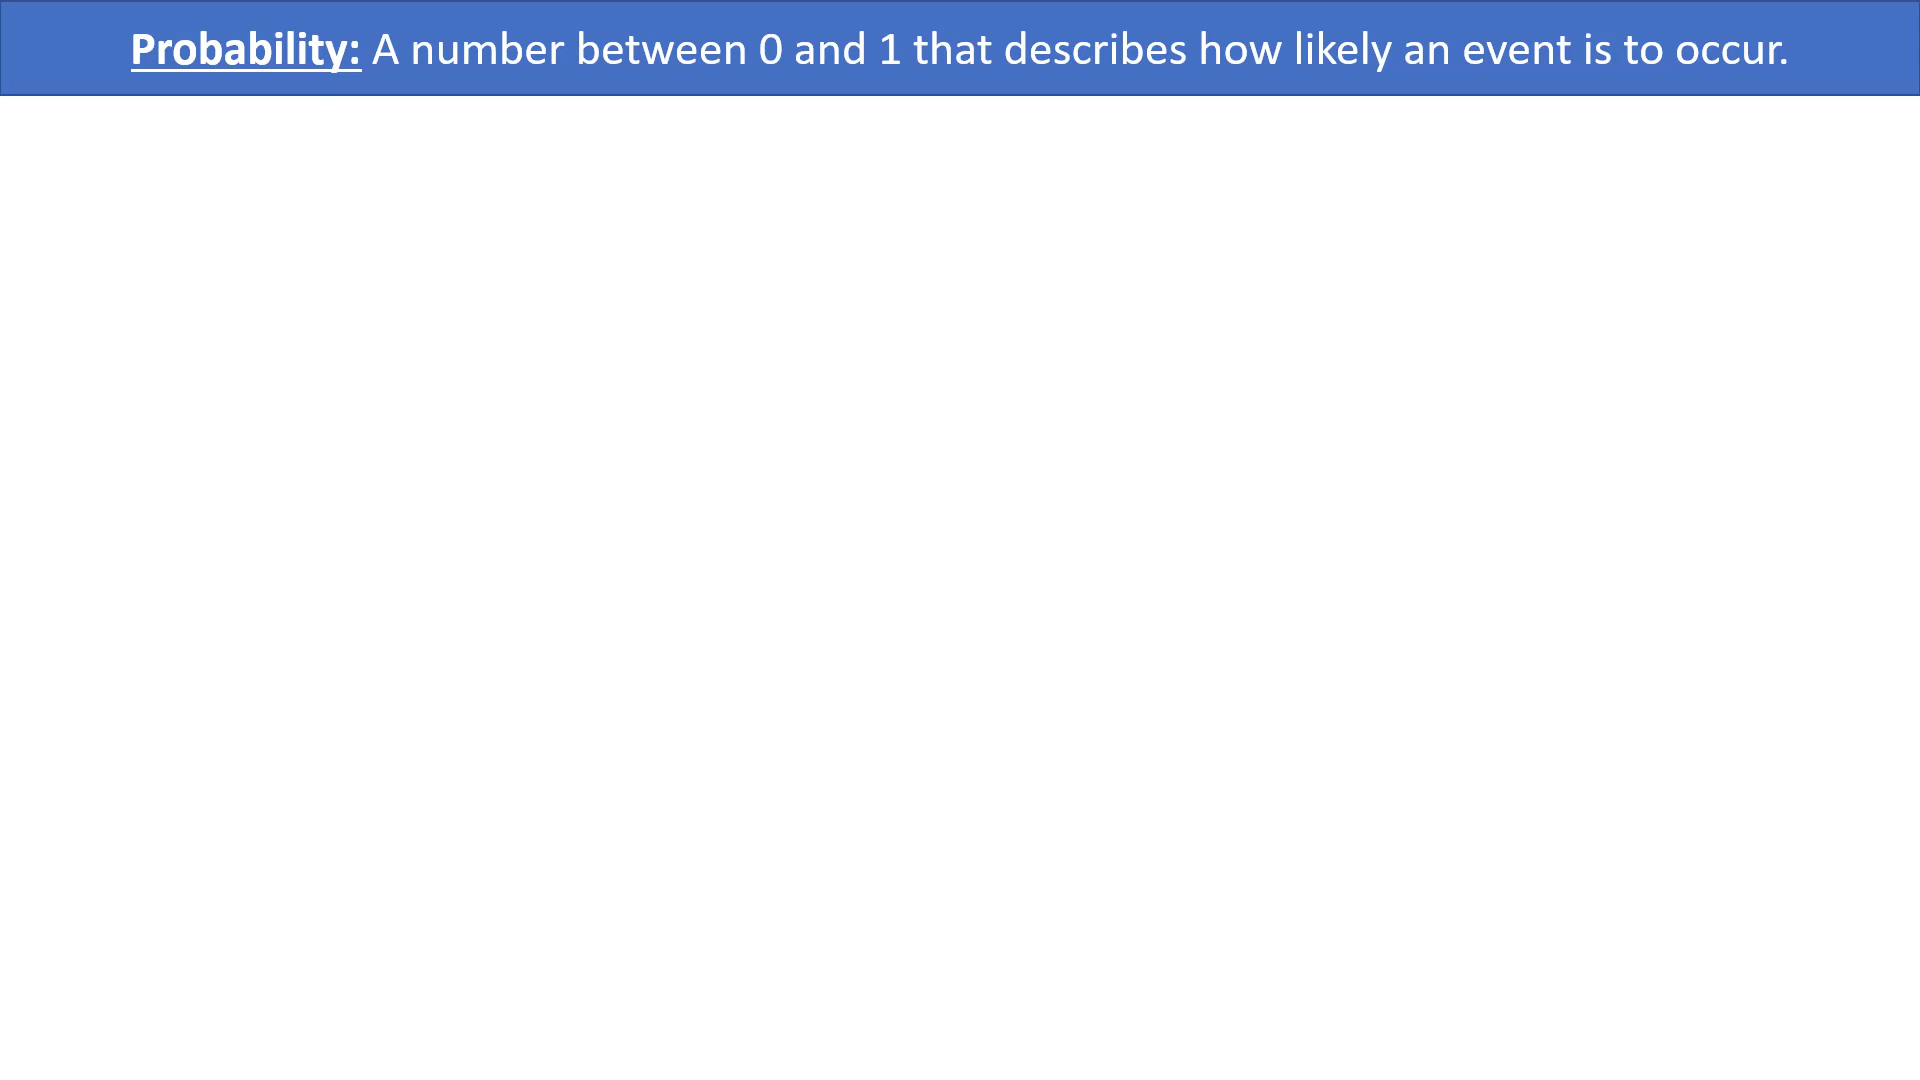 Probability: A number between 0 and 1 that describes how likely an event is to occur.